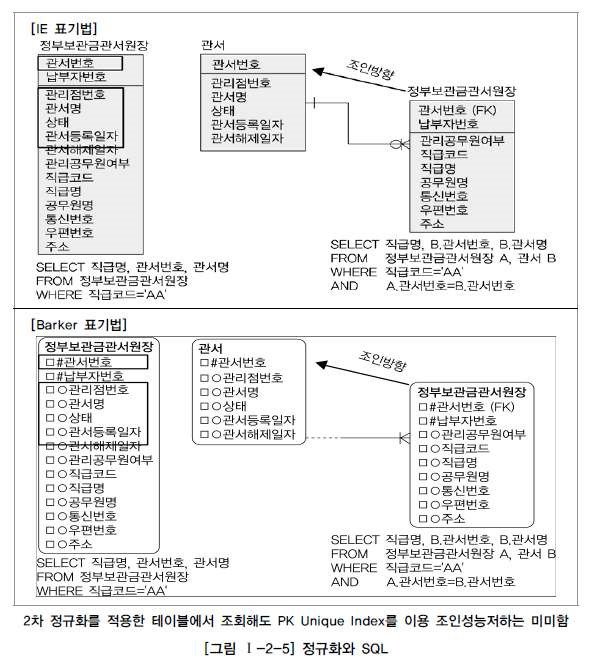 [IE 표기법]
정부보관금관서원장
관서번호
납부자번호
관리점번호
관서명
상태
관서등록일자
관서해제일자
관리공무원여부
직급코드
직급명
공무원명
통신번호
우편번호
주소
SELECT 직급명, 관서번호, 관서명
FROM 정부보관금관서원장
WHERE 직급코드='AA'
관서
관서번호
관리점번호
관서명
상태
관서등록일자
관서해제일자
조인방향
정부보관금관서원장
관서번호 (FK)
납부자번호
관리공무원여부
직급코드
직급명
공무원명
통신번호
우편번호
주소
SELECT 직급명, B.관서번호, B.관서명
FROM 정부보관금관서원장 A, 관서 B
WHERE 직급코드='AA'
AND A.관서번호=B.관서번호
[Barker 표기법]
정부보관금관서원장
□#관서번호
□#납부자번호
□○관리점번호
□○관서명
□○상태
□○관서등록일자
□○관서해제일자
□○관리공무원여부
□○직급코드
□○직급명
□○공무원명
□○통신번호
□○우편번호
□○주소
SELECT 직급명, 관서번호, 관서명
FROM 정부보관금관서원장
WHERE 직급코드='AA'
관서
□#관서번호
□○관리점번호
□○관서명
□○상태
□○관서등록일자
□○관서해제일자
조인방향
정부보관금관서원장
□#관서번호 (FK)
□#납부자번호
□○관리공무원여부
□○직급코드
□○직급명
□○공무원명
□○통신번호
□○우편번호
□○주소
SELECT 직급명, B.관서번호, B.관서명
FROM 정부보관금관서원장 A, 관서 B
WHERE 직급코드='AA'
AND A.관서번호=B.관서번호
2차 정규화를 적용한 테이블에서 조회해도 PK Unique Index를 이용 조인성능저하는 미미함
[그림 Ⅰ-2-5] 정규화와 SQL